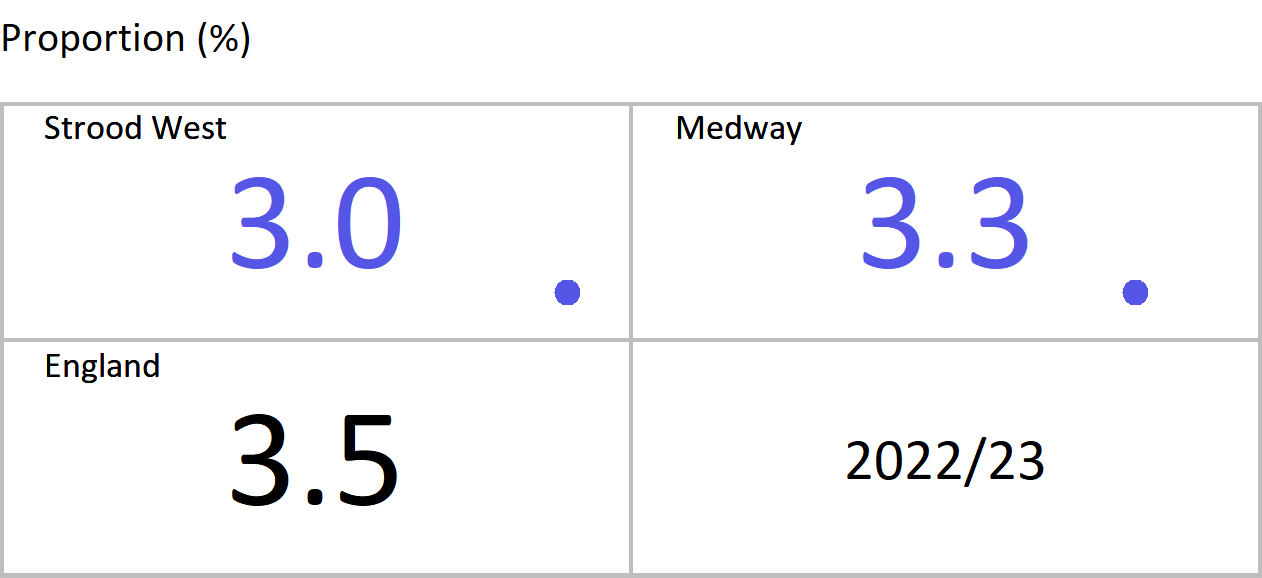 Proportion (%)
Strood West
3.0
Medway
3.3
England
3.5
2022/23